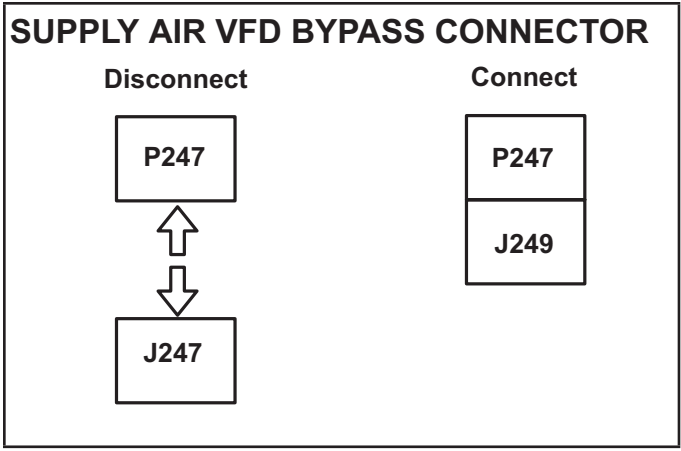 SUPPLY AIR VFD BYPASS CONNECTOR
Disconnect
P247
J247
Connect
P247
J249